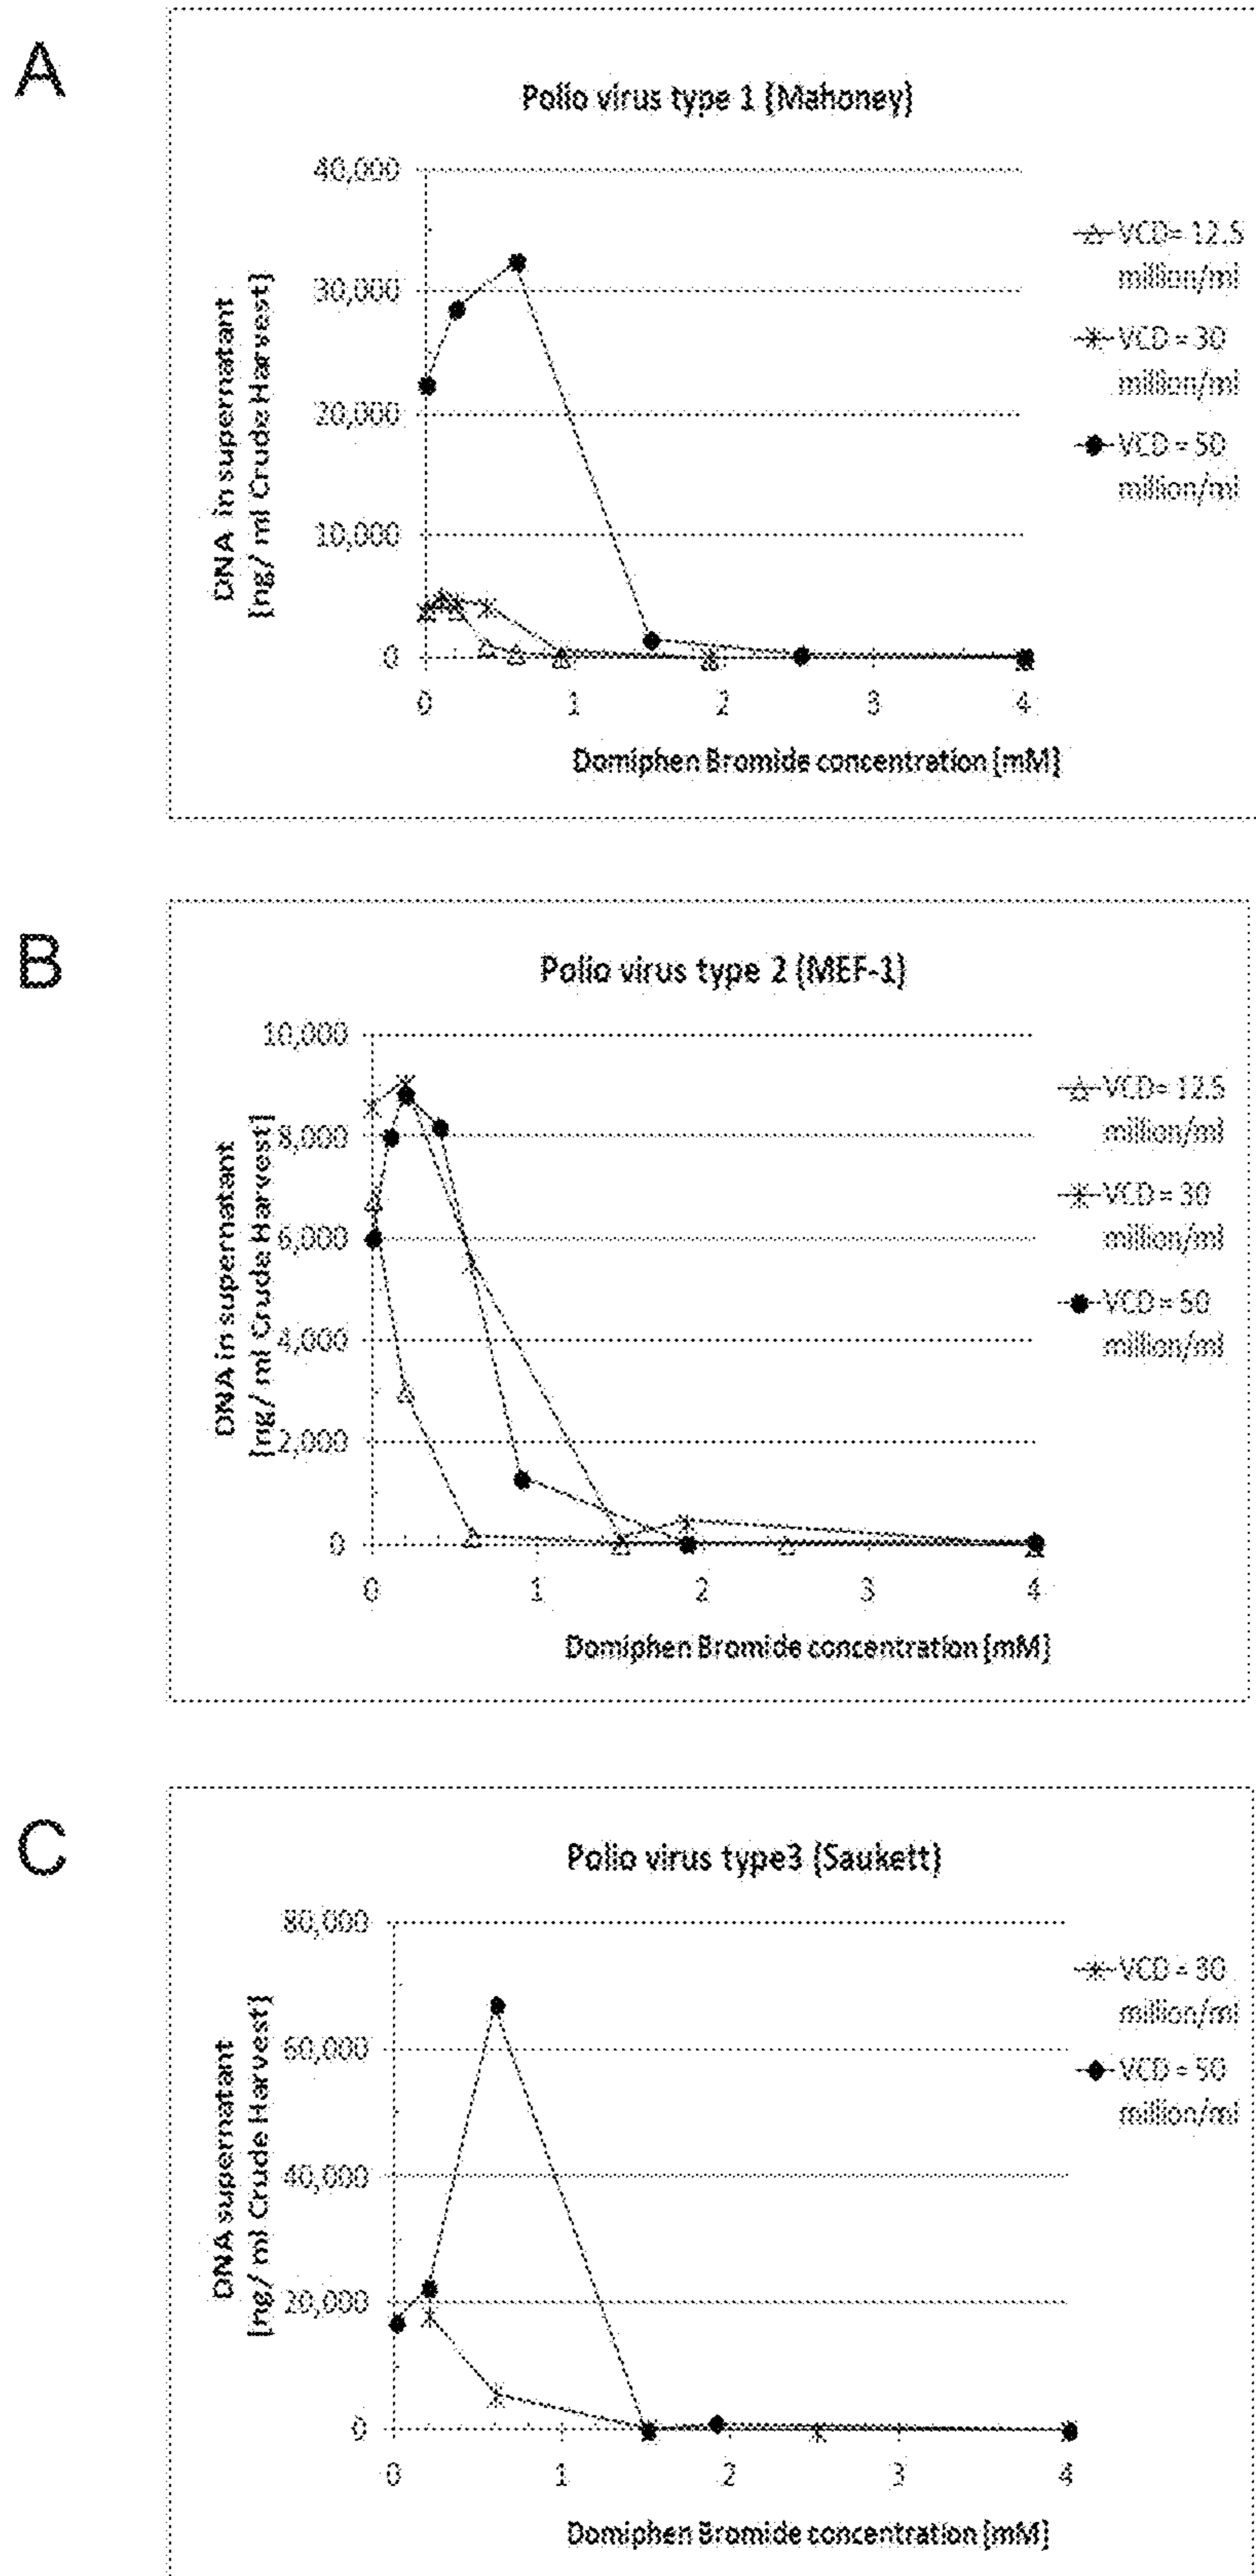 A
Polio virus type 1 (Mahoney)
40,000
30,000
20,000
10,000
0
DNA in supernatant
[ng/ ml Crude Harvest]
0 1 2 3 4
Domiphen Bromide concentration [mM]
VCD= 12.5
million/ml
VCD = 30
million/ml
VCD = 50
million/ml
B
Polio virus type 2 (MEF-1)
10,000
8,000
6,000
4,000
2,000
0
DNA in supernatant
[ng/ ml Crude Harvest]
0 1 2 3 4
Domiphen Bromide concentration [mM]
VCD= 12.5
million/ml
VCD = 30
million/ml
VCD = 50
million/ml
C
Polio virus type3 (Saukett)
80,000
60,000
40,000
20,000
0
DNA supernatant
[ng/ ml Crude Harvest]
0 1 2 3 4
Domiphen Bromide concentration [mM]
VCD = 30
million/ml
VCD = 50
million/ml